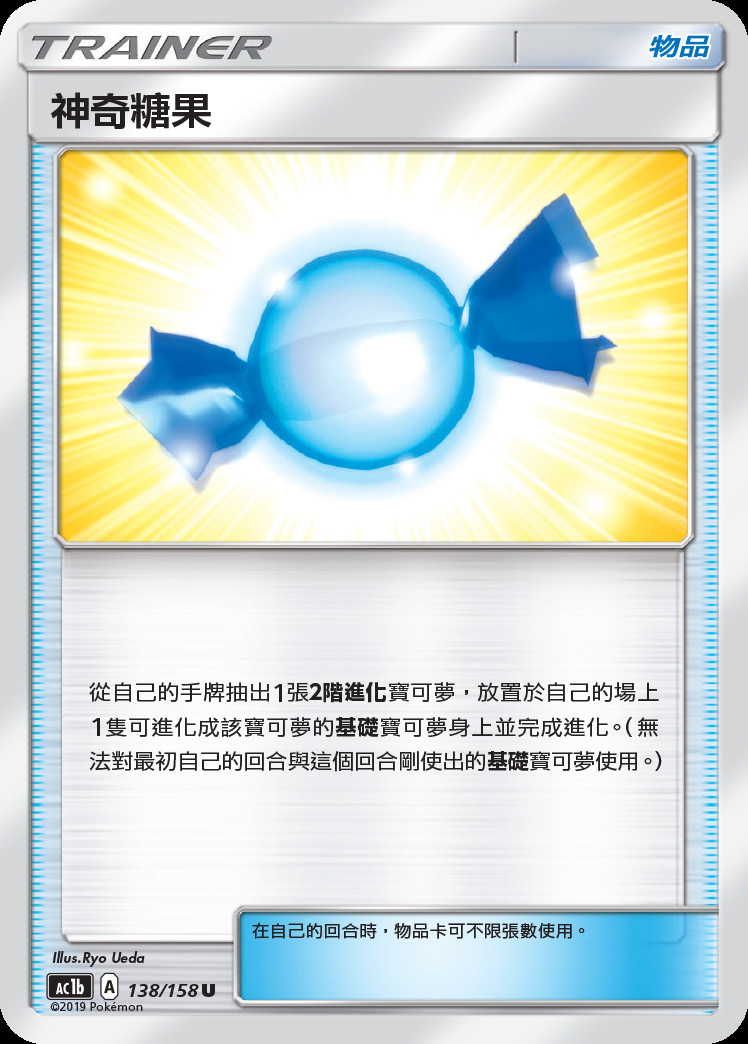 TRAINER
物品
神奇糖果
從自己的手牌抽出1張2階進化寶可夢，放置於自己的場上
1隻可進化成該寶可夢的基礎寶可夢身上並完成進化。(無
法對最初自己的回合與這個回合剛使出的基礎寶可夢使用。)
在自己的回合時，物品卡可不限張數使用。
Illus.Ryo Ueda
AC1b A 138/158 U
©2019 Pokémon